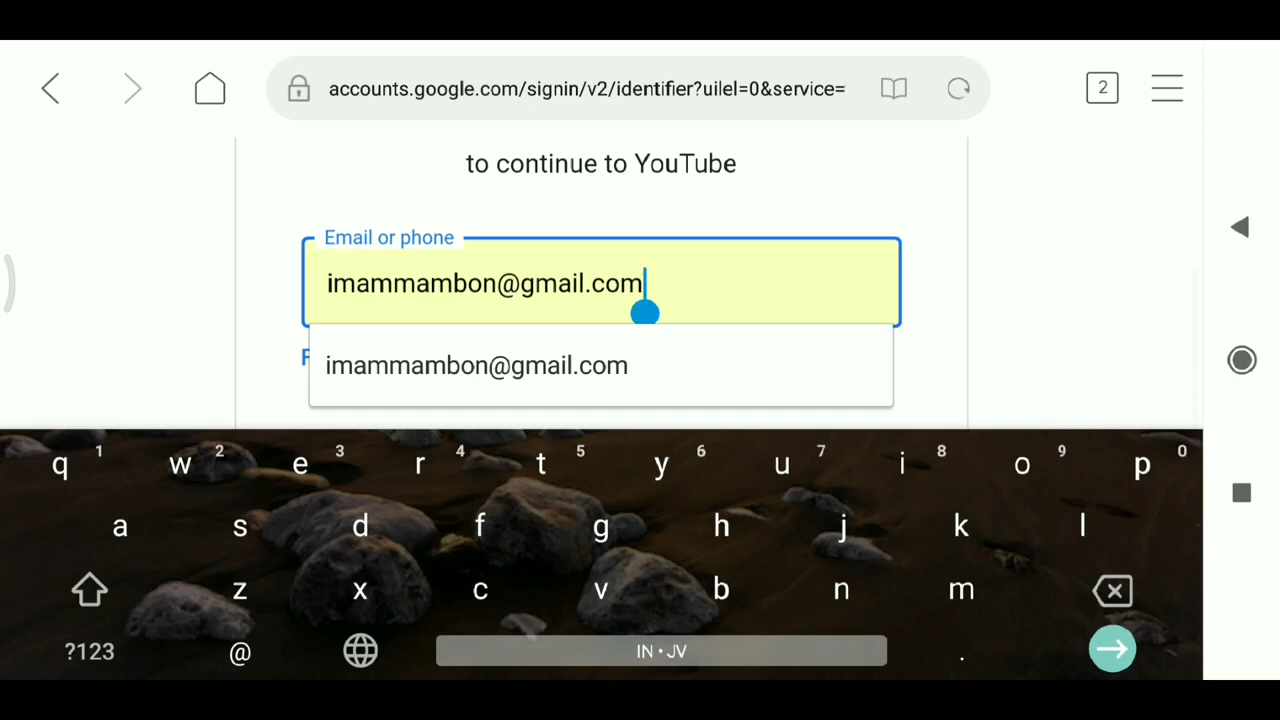 accounts.google.com/signin/v2/identifier?uilel=0&service=
2
to continue to YouTube
Email or phone
imammambon@gmail.com
F
imammambon@gmail.com
q 1 w 2 e 3 r 4 t 5 y 6 u 7 i 8 o 9 p 0
a s d f g h j k l
z x c v b n m
?123 @ IN • JV .